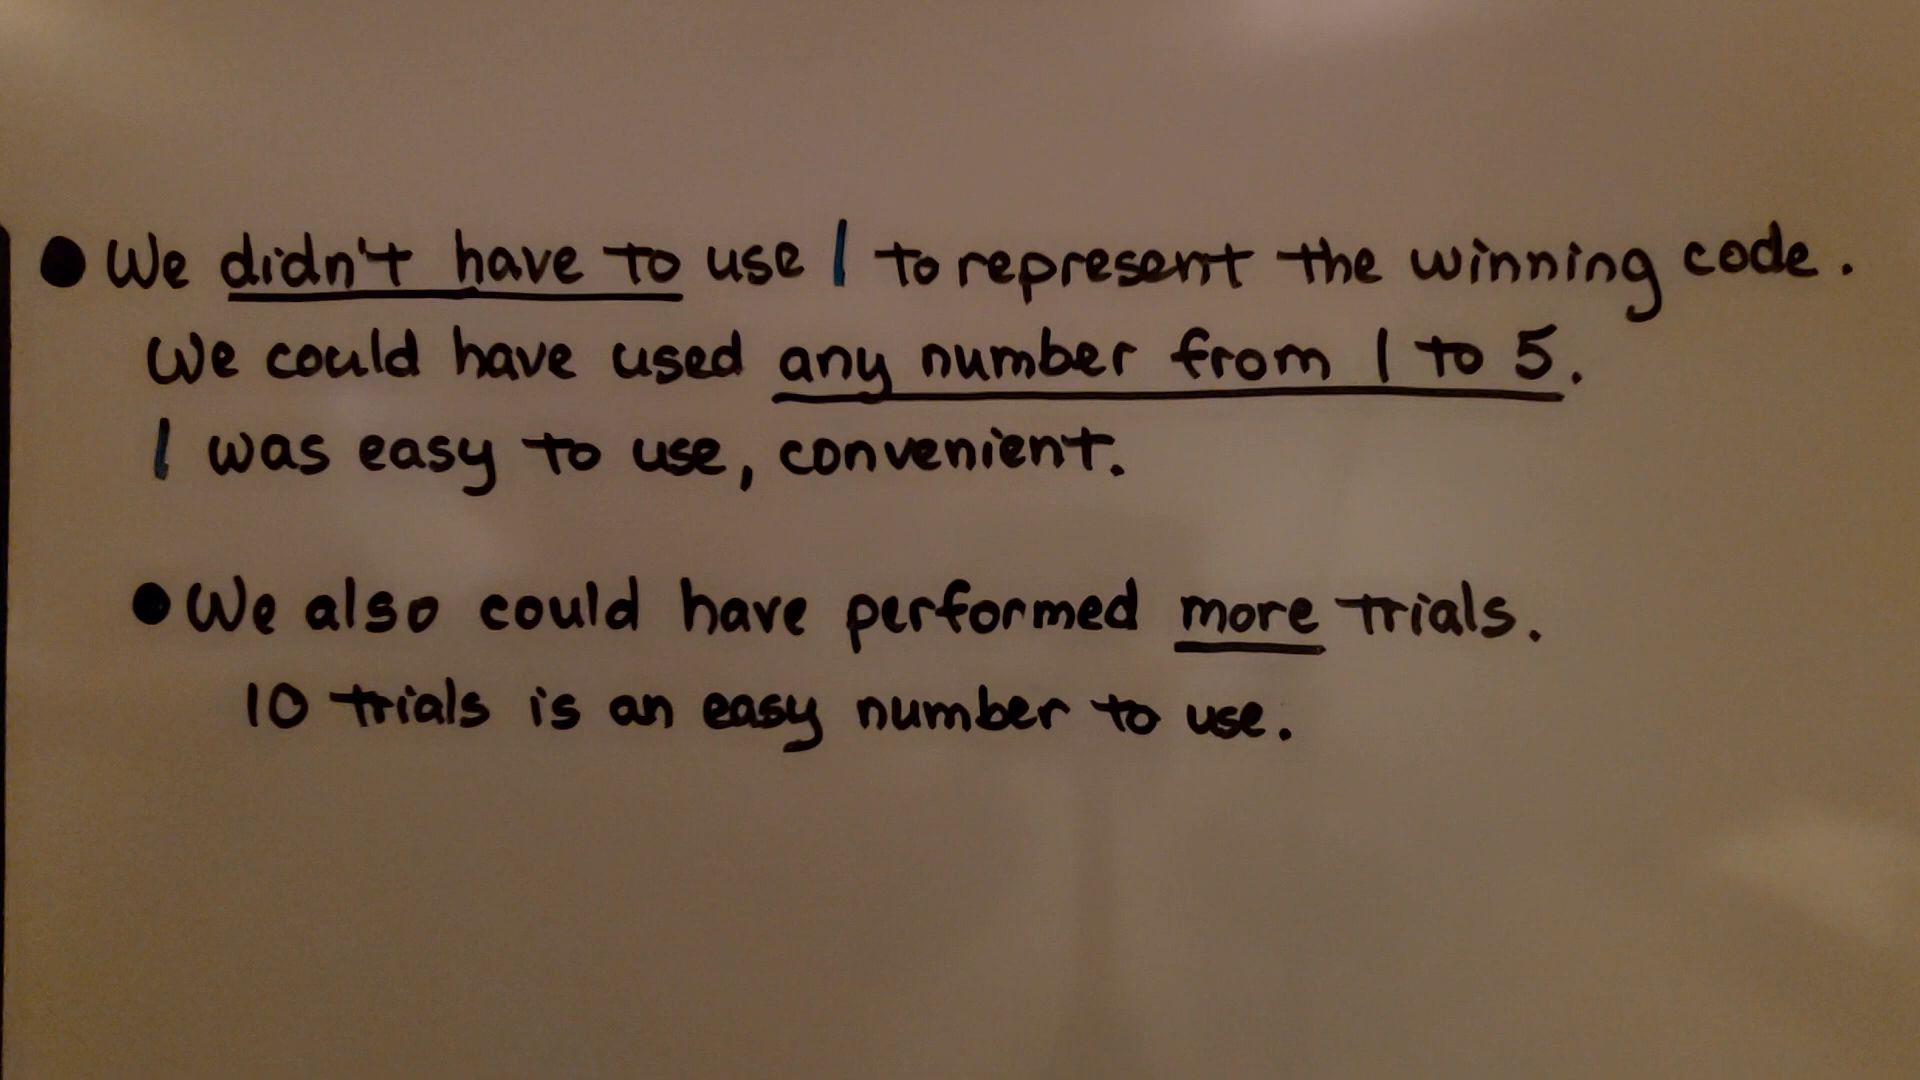 ● We didn't have to use 1 to represent the winning code.
We could have used any number from 1 to 5.
1 was easy to use, convenient.
● We also could have performed more trials.
10 trials is an easy number to use.